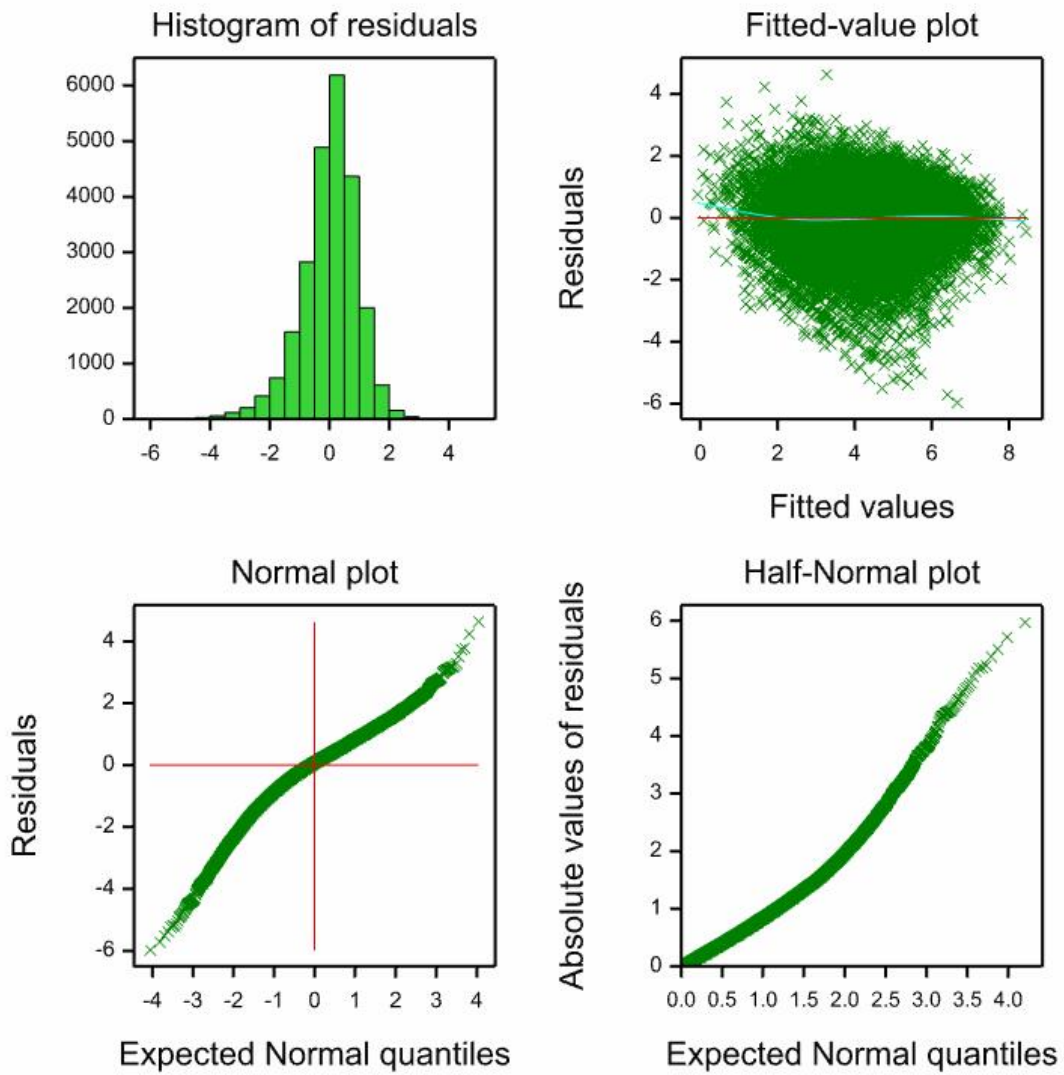 Histogram of residuals
6000
5000
4000
3000
2000
1000
0
-6 -4 -2 0 2 4
Fitted-value plot
Residuals
4
2
0
-2
-4
-6
0 2 4 6 8
Fitted values
Normal plot
Residuals
4
2
0
-2
-4
-6
-4 -3 -2 -1 0 1 2 3 4
Expected Normal quantiles
Half-Normal plot
Absolute values of residuals
6
5
4
3
2
1
0
0.0 0.5 1.0 1.5 2.0 2.5 3.0 3.5 4.0
Expected Normal quantiles